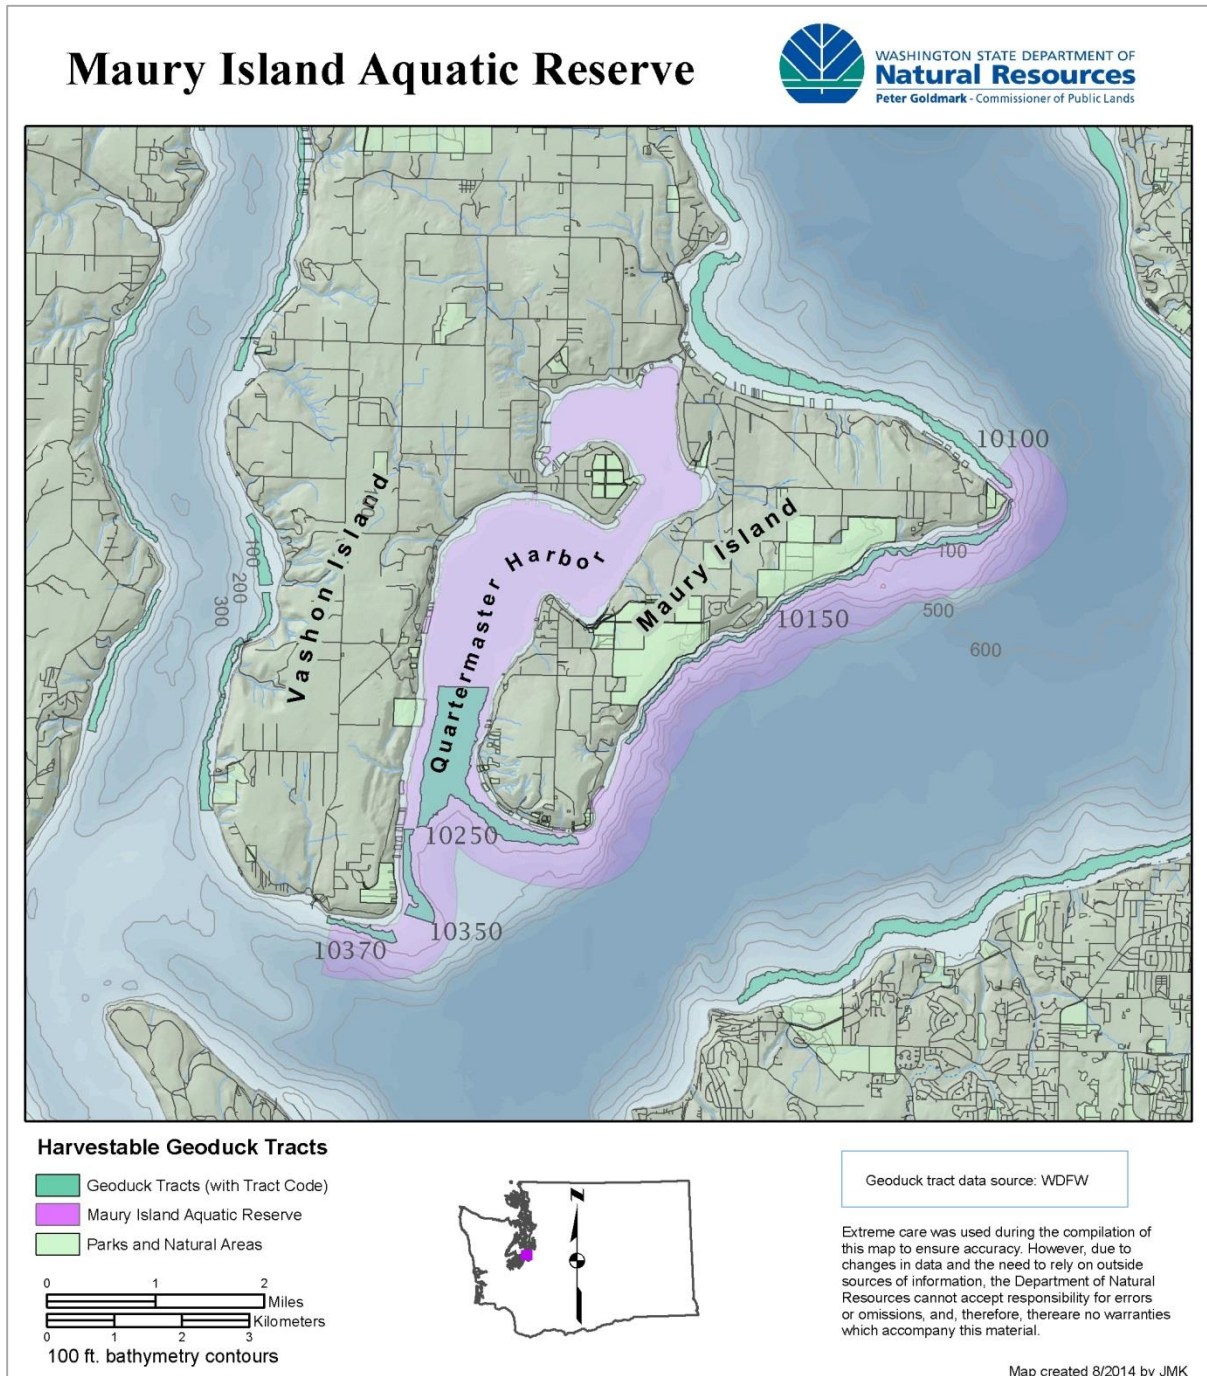 Maury Island Aquatic Reserve
WASHINGTON STATE DEPARTMENT OF
Natural Resources
Peter Goldmark - Commissioner of Public Lands
10100
100
Vashon Island
100
200
300
Quartermaster Harbor
Maury Island
100
10150
500
600
10250
10350
10370
Harvestable Geoduck Tracts
Geoduck Tracts (with Tract Code)
Maury Island Aquatic Reserve
Parks and Natural Areas
0 1 2
Miles
Kilometers
0 1 2 3
100 ft. bathymetry contours
N
Geoduck tract data source: WDFW
Extreme care was used during the compilation of
this map to ensure accuracy. However, due to
changes in data and the need to rely on outside
sources of information, the Department of Natural
Resources cannot accept responsibility for errors
or omissions, and, therefore, thereare no warranties
which accompany this material.
Map created 8/2014 by JMK